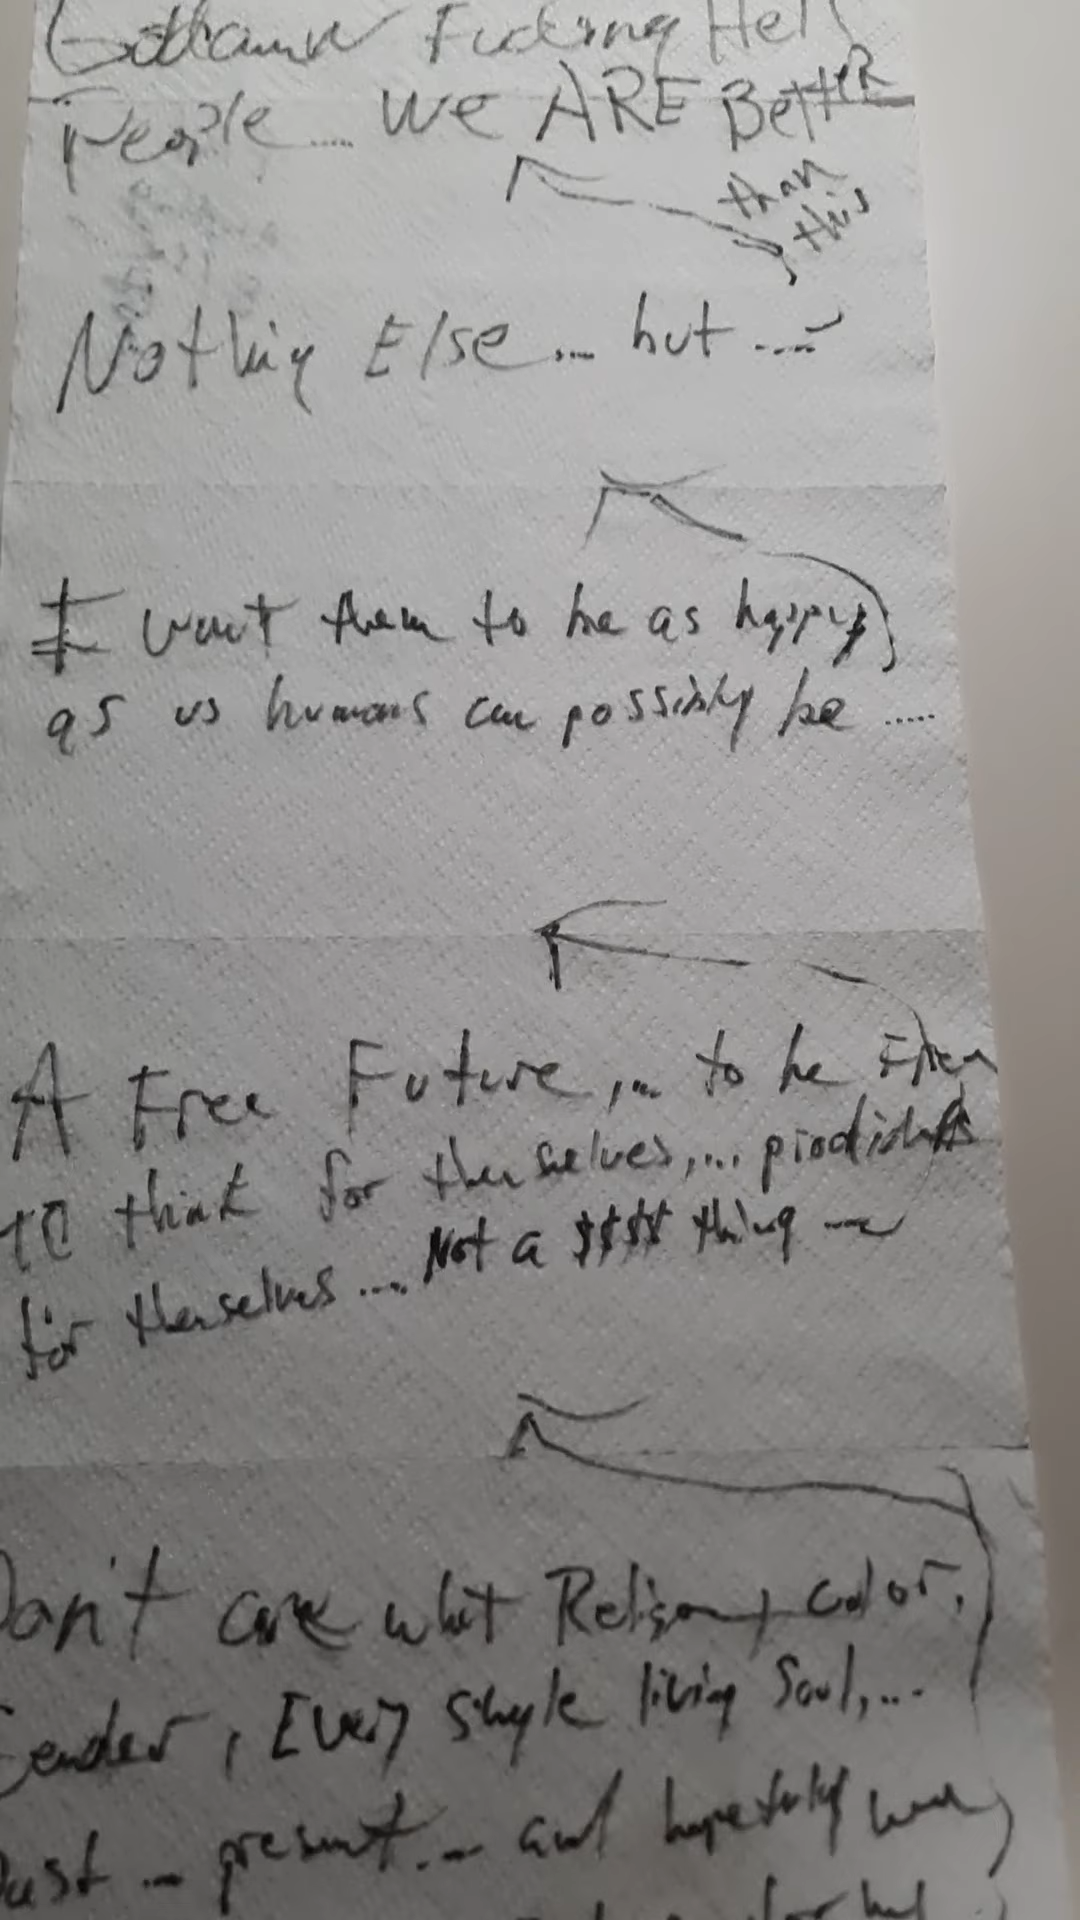 Goddamn Fucking Hell
People..... WE ARE BettER
than
this
Nothing Else... but ....
I want them to be as happy
as us humans can possibly be .....
A Free Future,... to be
to think for themselves,...
for themselves .... Not a $$$$ thing
Don't care what Religion, color,
Gender, Every single living soul,...
Past ... present... and hopefully